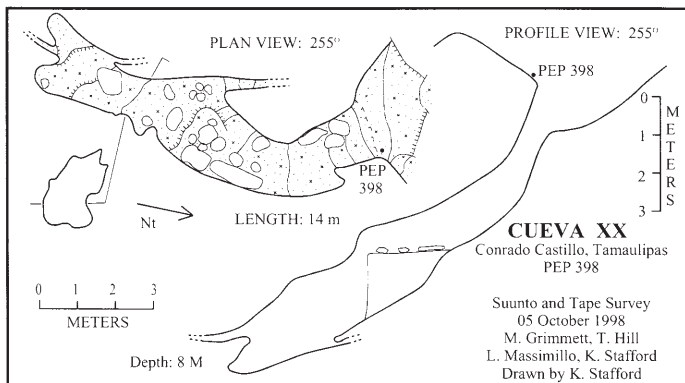 PLAN VIEW: 255°
PROFILE VIEW: 255°
PEP 398
PEP
398
0
1
2
3
METERS
Nt
LENGTH: 14 m
CUEVA XX
Conrado Castillo, Tamaulipas
PEP 398
0 1 2 3
METERS
Suunto and Tape Survey
05 October 1998
M. Grimmett, T. Hill
L. Massimillo, K. Stafford
Drawn by K. Stafford
Depth: 8 M